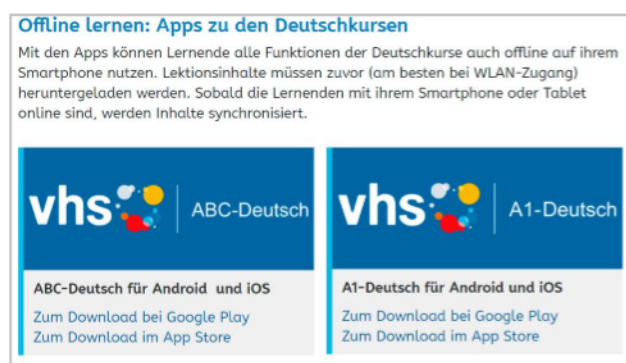 Offline lernen: Apps zu den Deutschkursen
Mit den Apps können Lernende alle Funktionen der Deutschkurse auch offline auf ihrem
Smartphone nutzen. Lektionsinhalte müssen zuvor (am besten bei WLAN-Zugang)
heruntergeladen werden. Sobald die Lernenden mit ihrem Smartphone oder Tablet
online sind, werden Inhalte synchronisiert.
vhs ABC-Deutsch
ABC-Deutsch für Android und iOS
Zum Download bei Google Play
Zum Download im App Store
vhs A1-Deutsch
A1-Deutsch für Android und iOS
Zum Download bei Google Play
Zum Download im App Store